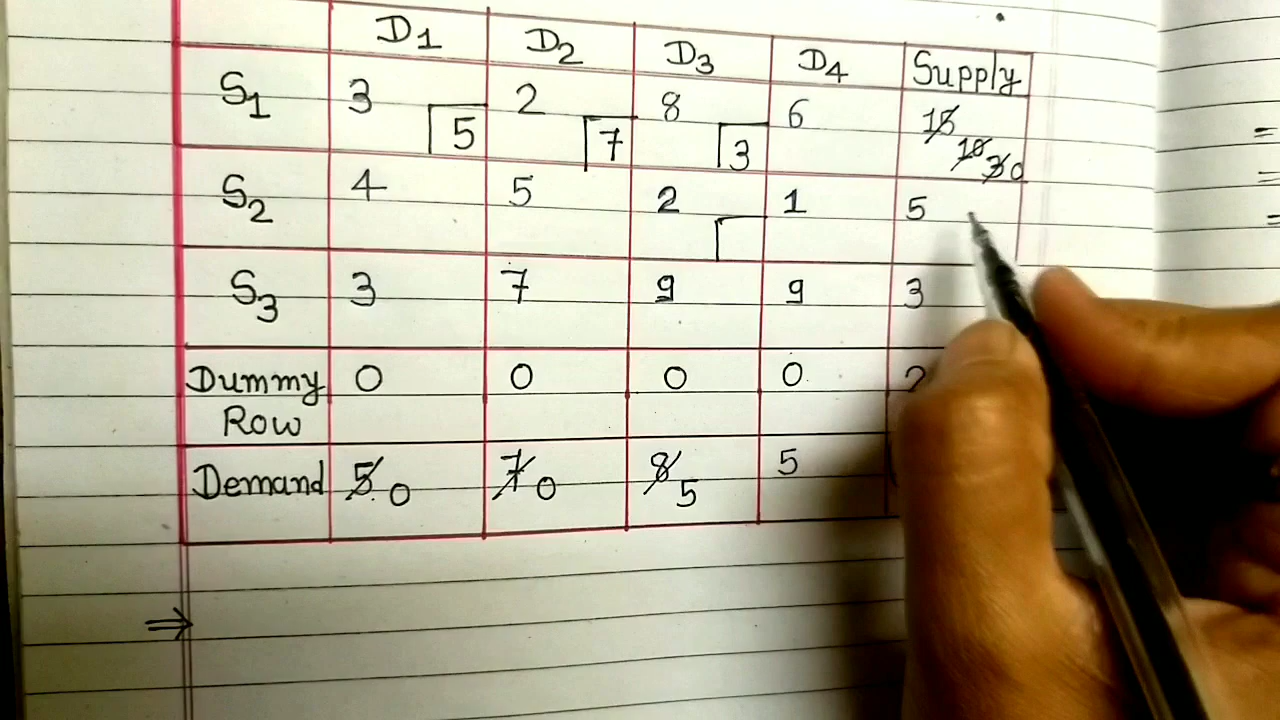 D1 D2 D3 D4 Supply
S1 3 5 2 7 8 3 6 15 10 3 0
S2 4 5 2 1 5
S3 3 7 9 9 3
Dummy Row 0 0 0 0
Demand 5 0 7 0 8 5 5
⇒
=
=
=